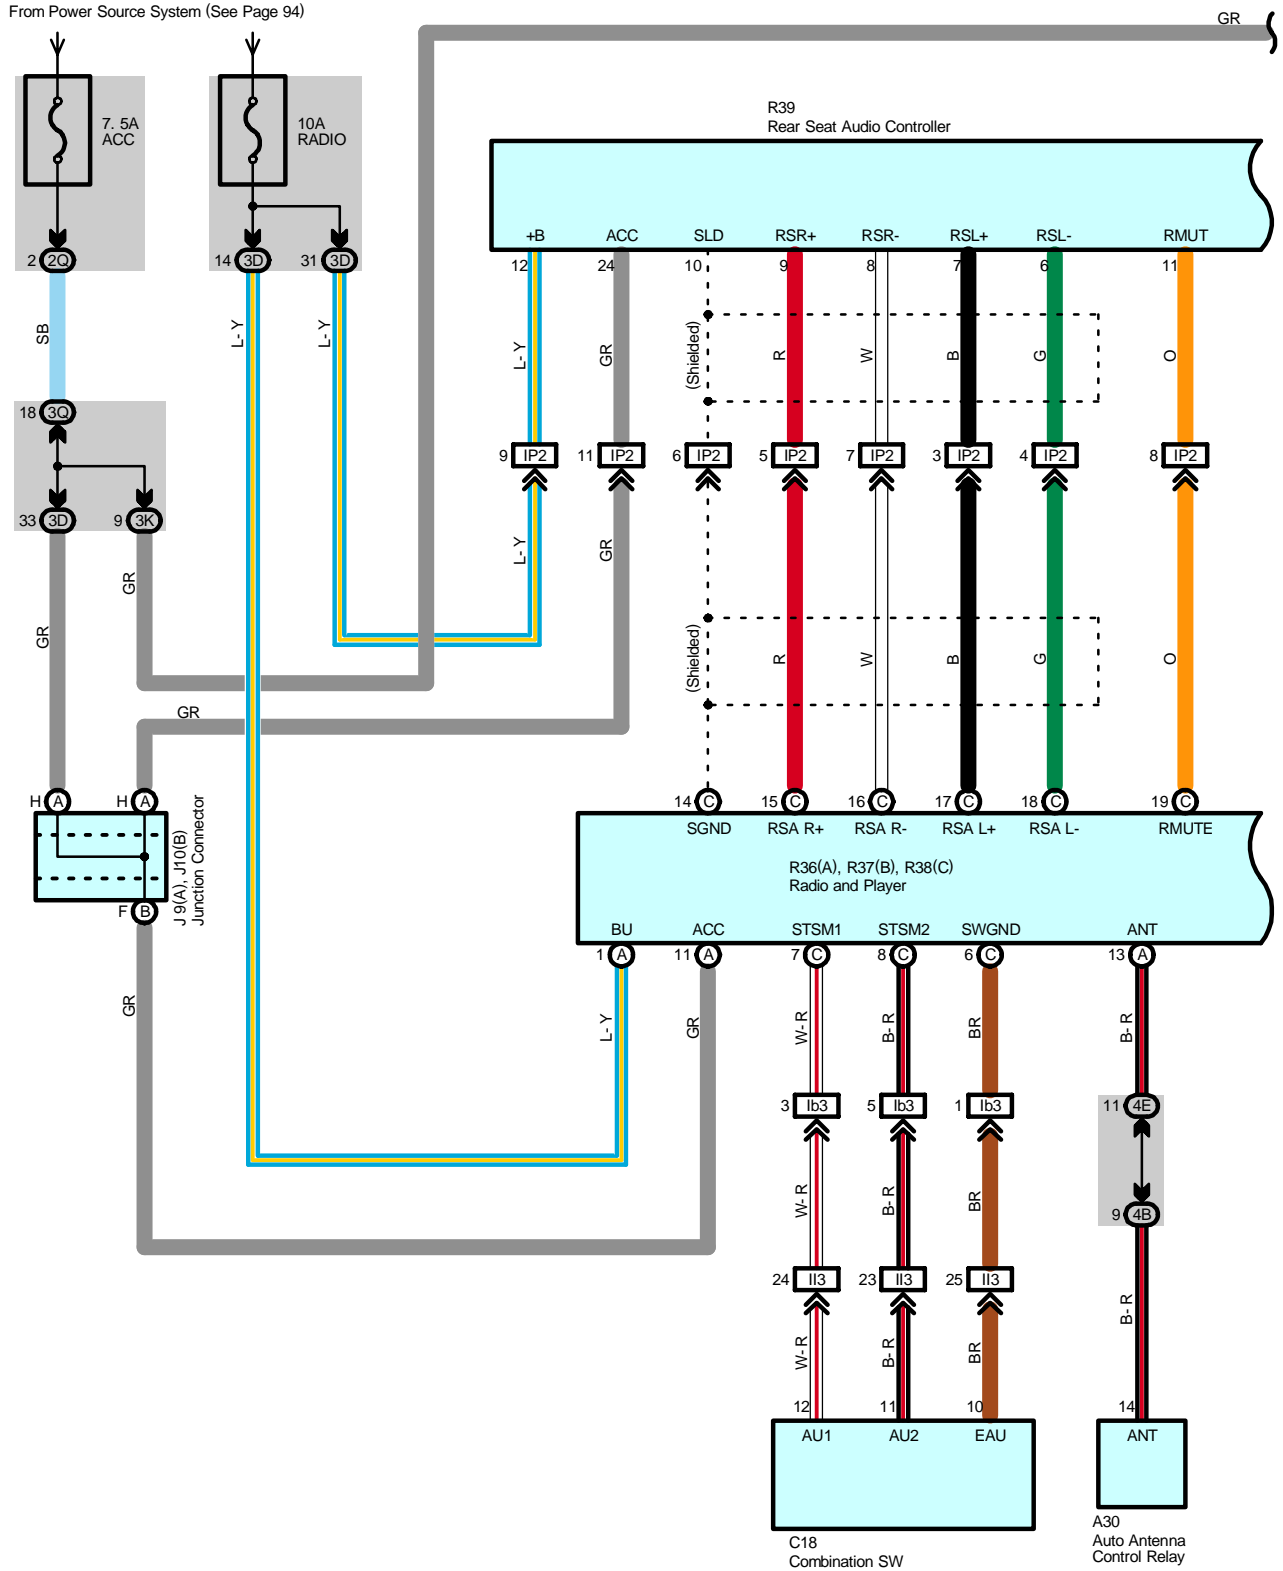 From Power Source System (See Page 94)
GR
7. 5A
ACC
10A
RADIO
R39
Rear Seat Audio Controller
+B ACC SLD RSR+ RSR- RSL+ RSL- RMUT
2 2Q 14 3D 31 3D
12 24 10 9 8 7 6 11
SB L- Y L- Y L- Y GR (Shielded) R W B G O
18 3Q
9 IP2 11 IP2 6 IP2 5 IP2 7 IP2 3 IP2 4 IP2 8 IP2
33 3D 9 3K
GR GR L- Y GR (Shielded) R W B G O
GR
H A H A
14 C 15 C 16 C 17 C 18 C 19 C
SGND RSA R+ RSA R- RSA L+ RSA L- RMUTE
J 9(A), J10(B)
Junction Connector
R36(A), R37(B), R38(C)
Radio and Player
F B
BU ACC STSM1 STSM2 SWGND ANT
1 A 11 A 7 C 8 C 6 C 13 A
GR L- Y GR W- R B- R BR B- R
3 Ib3 5 Ib3 1 Ib3 11 4E
W- R B- R BR
9 4B
24 II3 23 II3 25 II3
W- R B- R BR B- R
12 11 10 14
AU1 AU2 EAU ANT
C18
Combination SW
A30
Auto Antenna
Control Relay